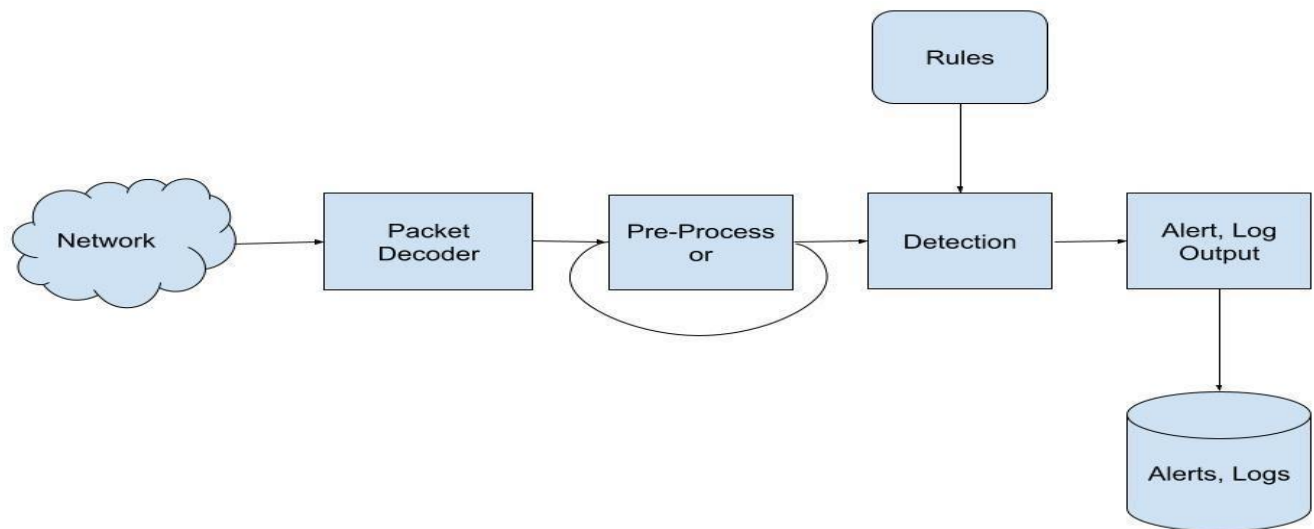 Rules
Network
Packet
Decoder
Pre-Process
or
Detection
Alert, Log
Output
Alerts, Logs